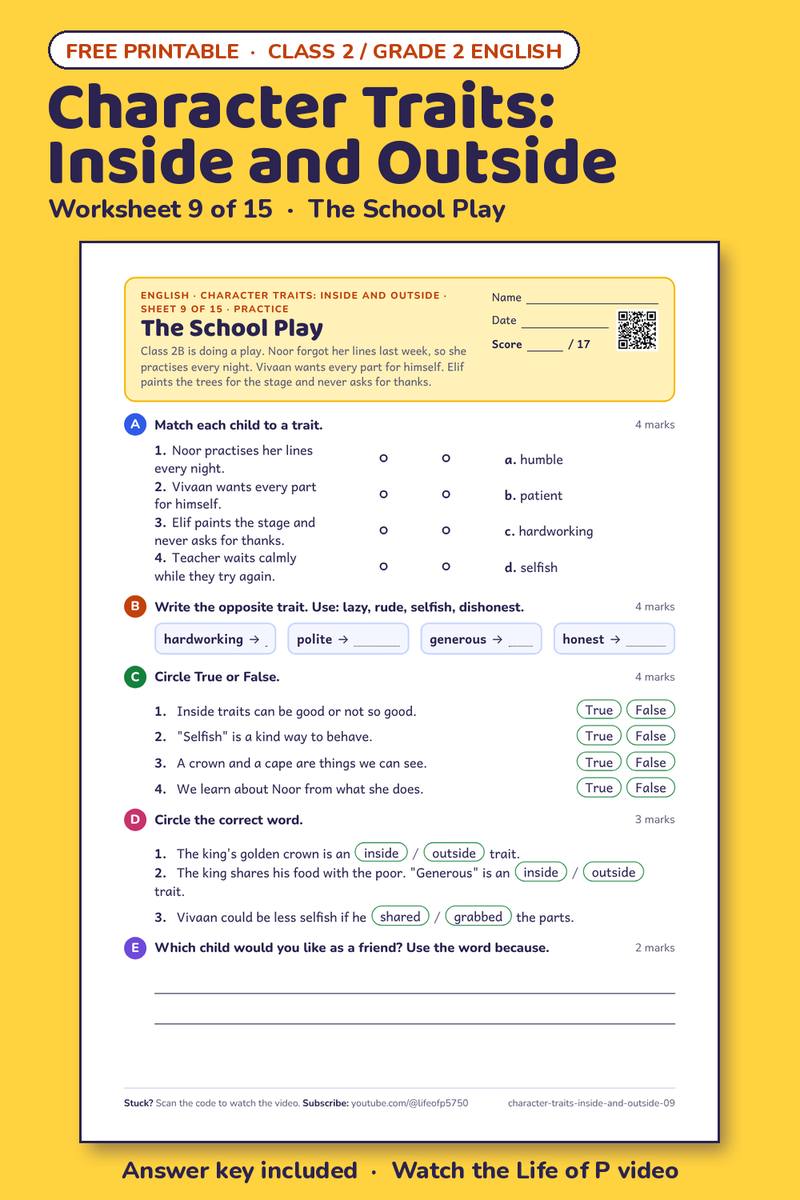 FREE PRINTABLE · CLASS 2 / GRADE 2 ENGLISH
Character Traits:
Inside and Outside
Worksheet 9 of 15 · The School Play
ENGLISH · CHARACTER TRAITS: INSIDE AND OUTSIDE ·
SHEET 9 OF 15 · PRACTICE
The School Play
Class 2B is doing a play. Noor forgot her lines last week, so she
practises every night. Vivaan wants every part for himself. Elif
paints the trees for the stage and never asks for thanks.
Name
Date
Score ______ / 17
A Match each child to a trait. 4 marks
1. Noor practises her lines
every night.
a. humble
2. Vivaan wants every part
for himself.
b. patient
3. Elif paints the stage and
never asks for thanks.
c. hardworking
4. Teacher waits calmly
while they try again.
d. selfish
B Write the opposite trait. Use: lazy, rude, selfish, dishonest. 4 marks
hardworking → polite → generous → honest →
C Circle True or False. 4 marks
1. Inside traits can be good or not so good. True False
2. "Selfish" is a kind way to behave. True False
3. A crown and a cape are things we can see. True False
4. We learn about Noor from what she does. True False
D Circle the correct word. 3 marks
1. The king's golden crown is an inside / outside trait.
2. The king shares his food with the poor. "Generous" is an inside / outside
trait.
3. Vivaan could be less selfish if he shared / grabbed the parts.
E Which child would you like as a friend? Use the word because. 2 marks
Stuck? Scan the code to watch the video. Subscribe: youtube.com/@lifeofp5750 character-traits-inside-and-outside-09
Answer key included · Watch the Life of P video